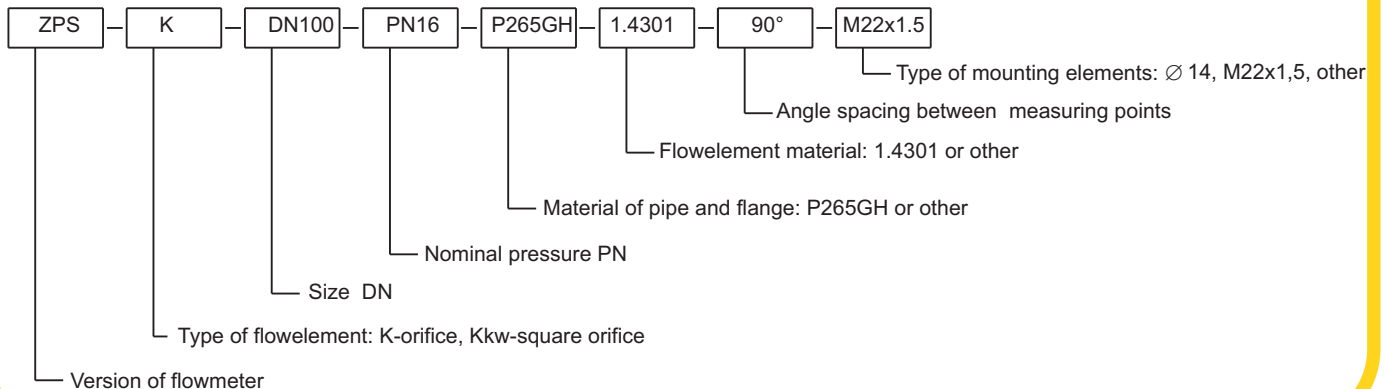 ZPS – K – DN100 – PN16 – P265GH – 1.4301 – 90° – M22x1.5
Type of mounting elements: ∅ 14, M22x1,5, other
Angle spacing between measuring points
Flowelement material: 1.4301 or other
Material of pipe and flange: P265GH or other
Nominal pressure PN
Size DN
Type of flowelement: K-orifice, Kkw-square orifice
Version of flowmeter